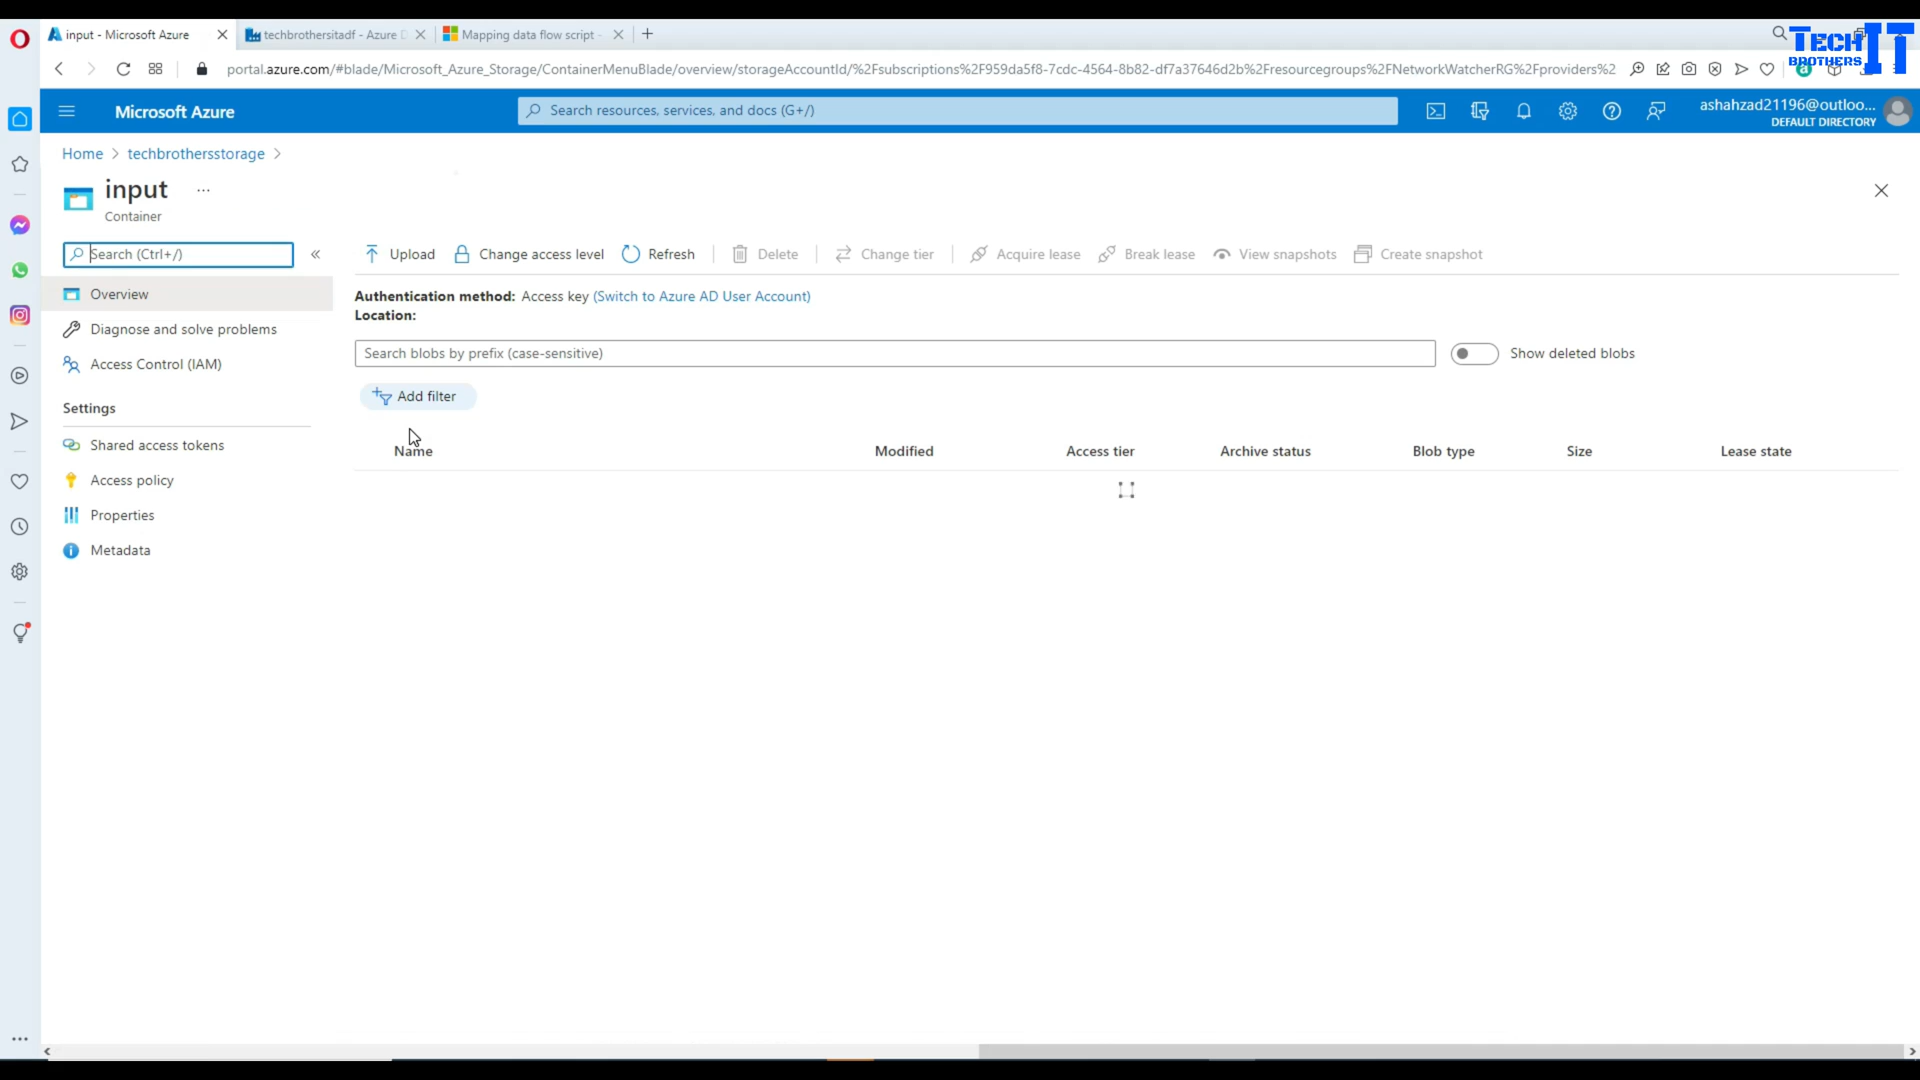 input - Microsoft Azure
techbrothersitadf - Azure D
Mapping data flow script -
TECH IT
BROTHERS
portal.azure.com/#blade/Microsoft_Azure_Storage/ContainerMenuBlade/overview/storageAccountId/%2Fsubscriptions%2F959da5f8-7cdc-4564-8b82-df7a37646d2b%2Fresourcegroups%2FNetworkWatcherRG%2Fproviders%2
Microsoft Azure
Search resources, services, and docs (G+/)
ashahzad21196@outloo...
DEFAULT DIRECTORY
Home > techbrothersstorage >
input ...
Container
Search (Ctrl+/)
«
Upload
Change access level
Refresh
Delete
Change tier
Acquire lease
Break lease
View snapshots
Create snapshot
Overview
Diagnose and solve problems
Access Control (IAM)
Settings
Shared access tokens
Access policy
Properties
Metadata
Authentication method: Access key (Switch to Azure AD User Account)
Location:
Search blobs by prefix (case-sensitive)
Show deleted blobs
Add filter
Name
Modified
Access tier
Archive status
Blob type
Size
Lease state